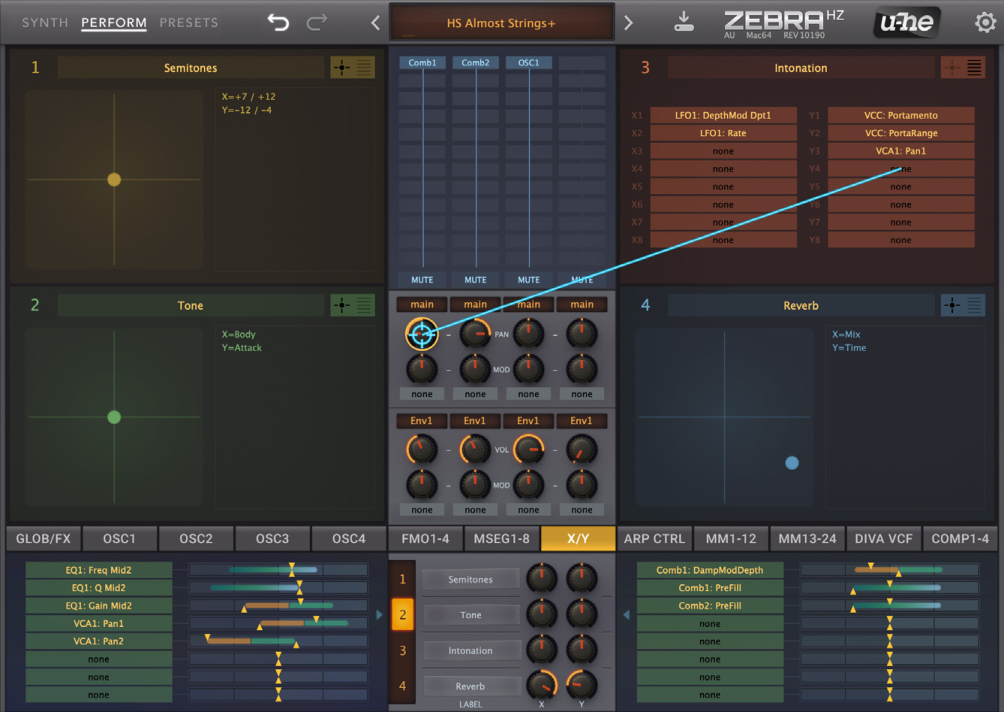 SYNTH PERFORM PRESETS
HS Almost Strings+
ZEBRA HZ
AU Mac64 REV10190
u-he
1 Semitones
X=+7 / +12
Y=-12 / -4
Comb1 Comb2 OSC1
MUTE MUTE MUTE MUTE
3 Intonation
X1 LFO1: DepthMod Dpt1 Y1 VCC: Portamento
X2 LFO1: Rate Y2 VCC: PortaRange
X3 none Y3 VCA1: Pan1
X4 none Y4 none
X5 none Y5 none
X6 none Y6 none
X7 none Y7 none
X8 none Y8 none
2 Tone
X=Body
Y=Attack
main main main main
PAN
MOD
none none none none
Env1 Env1 Env1 Env1
VOL
MOD
none none none none
4 Reverb
X=Mix
Y=Time
GLOB/FX OSC1 OSC2 OSC3 OSC4 FMO1-4 MSEG1-8 X/Y ARP CTRL MM1-12 MM13-24 DIVA VCF COMP1-4
EQ1: Freq Mid2
EQ1: Q Mid2
EQ1: Gain Mid2
VCA1: Pan1
VCA1: Pan2
none
none
none
1 Semitones
2 Tone
3 Intonation
4 Reverb
LABEL X Y
Comb1: DampModDepth
Comb1: PreFill
Comb2: PreFill
none
none
none
none
none